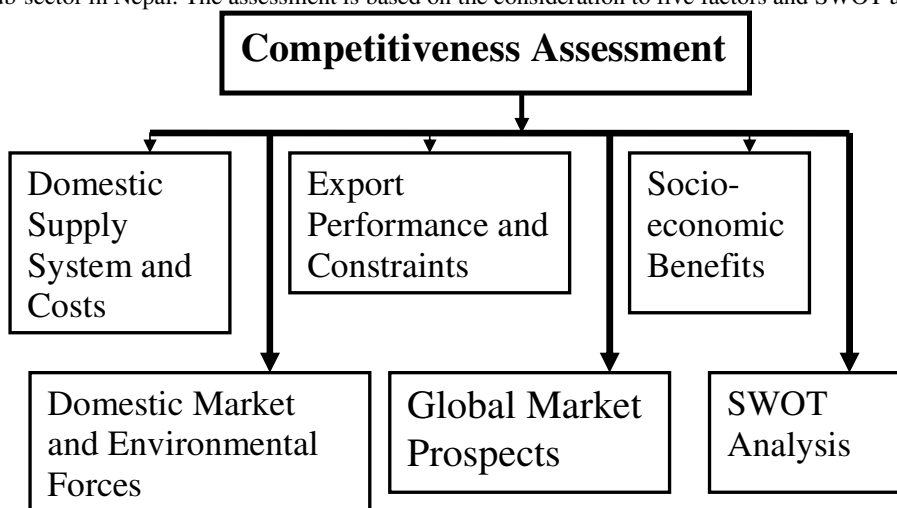 sector in Nepal. The assessment is based on the consideration to five factors and SWOT
Competitiveness Assessment
Domestic
Supply
System and
Costs
Export
Performance and
Constraints
Socio-
economic
Benefits
Domestic Market
and Environmental
Forces
Global Market
Prospects
SWOT
Analysis